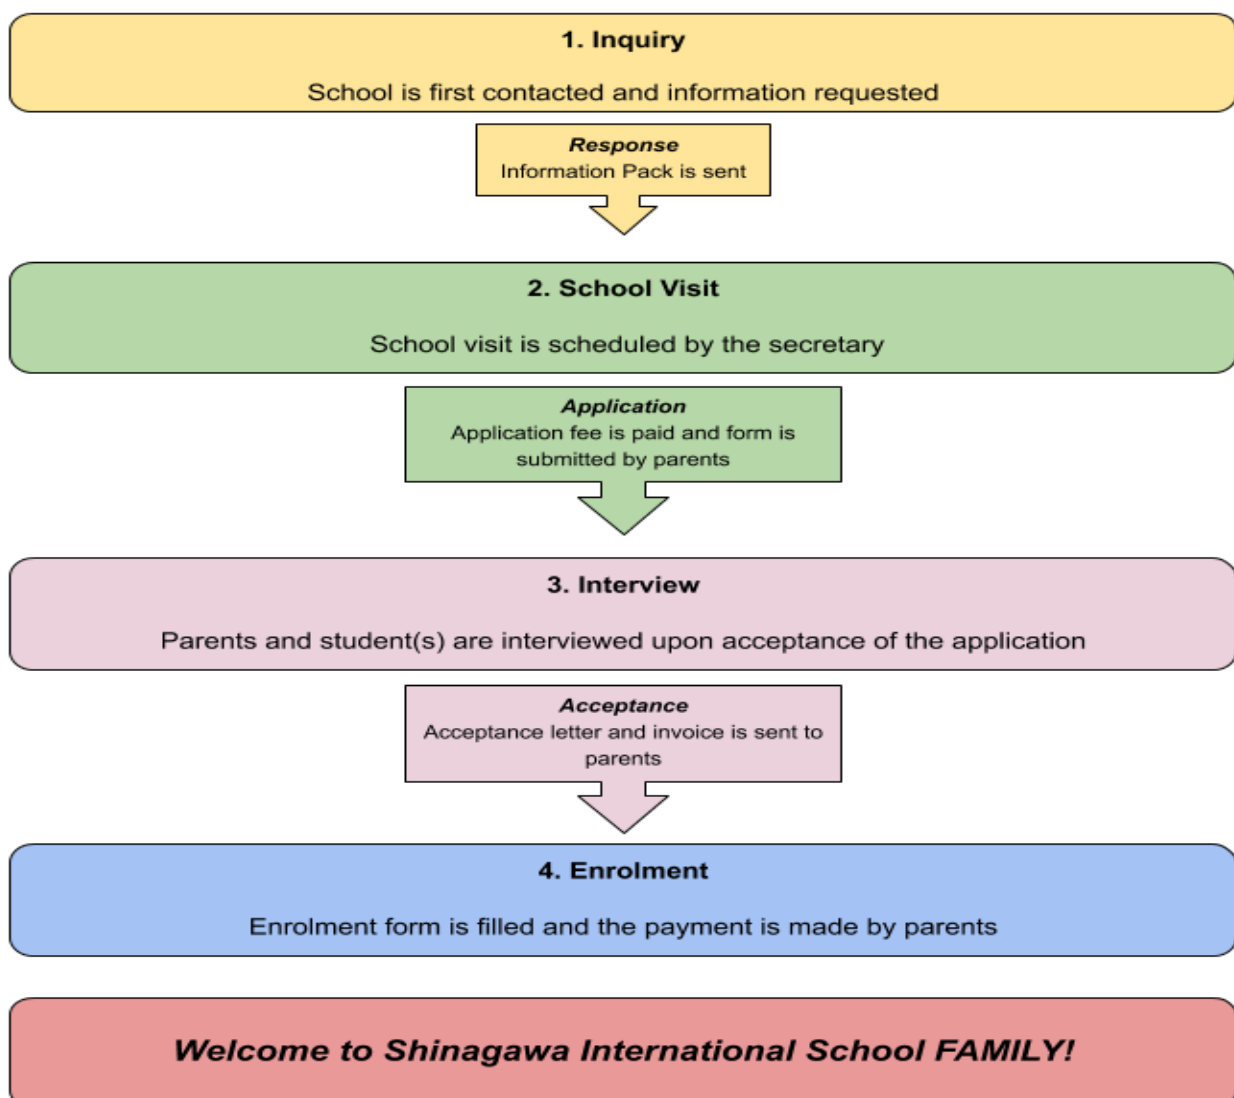 1. Inquiry
School is first contacted and information requested
Response
Information Pack is sent
2. School Visit
School visit is scheduled by the secretary
Application
Application fee is paid and form is
submitted by parents
3. Interview
Parents and student(s) are interviewed upon acceptance of the application
Acceptance
Acceptance letter and invoice is sent to
parents
4. Enrolment
Enrolment form is filled and the payment is made by parents
Welcome to Shinagawa International School FAMILY!